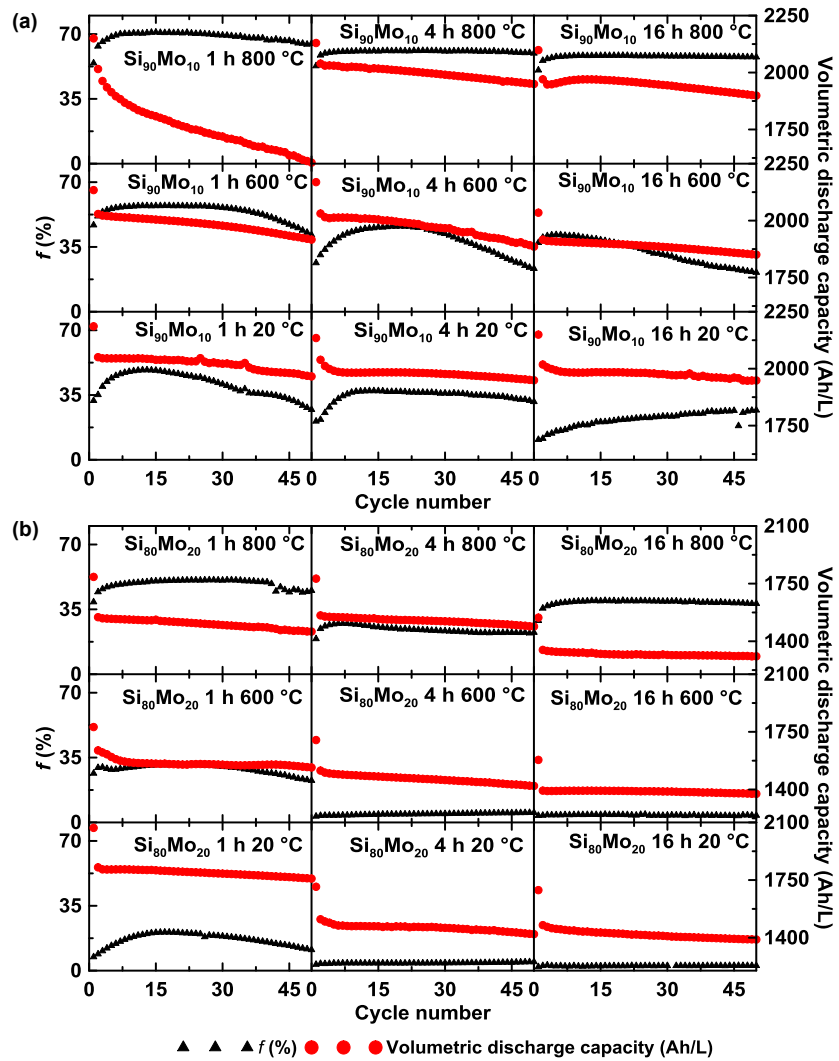 (a)
70
35
0
Si90Mo10 1 h 800 °C
Si90Mo10 4 h 800 °C
Si90Mo10 16 h 800 °C
2250
2000
1750
2250
70
35
0
f (%)
Si90Mo10 1 h 600 °C
Si90Mo10 4 h 600 °C
Si90Mo10 16 h 600 °C
2000
1750
2250
Volumetric discharge
capacity (Ah/L)
70
35
0
Si90Mo10 1 h 20 °C
Si90Mo10 4 h 20 °C
Si90Mo10 16 h 20 °C
2000
1750
0 15 30 45 0 15 30 45 0 15 30 45
Cycle number
(b)
70
35
0
Si80Mo20 1 h 800 °C
Si80Mo20 4 h 800 °C
Si80Mo20 16 h 800 °C
2100
1750
1400
2100
70
35
0
f (%)
Si80Mo20 1 h 600 °C
Si80Mo20 4 h 600 °C
Si80Mo20 16 h 600 °C
1750
1400
2100
Volumetric discharge
capacity (Ah/L)
70
35
0
Si80Mo20 1 h 20 °C
Si80Mo20 4 h 20 °C
Si80Mo20 16 h 20 °C
1750
1400
0 15 30 45 0 15 30 45 0 15 30 45
Cycle number
f (%) Volumetric discharge capacity (Ah/L)